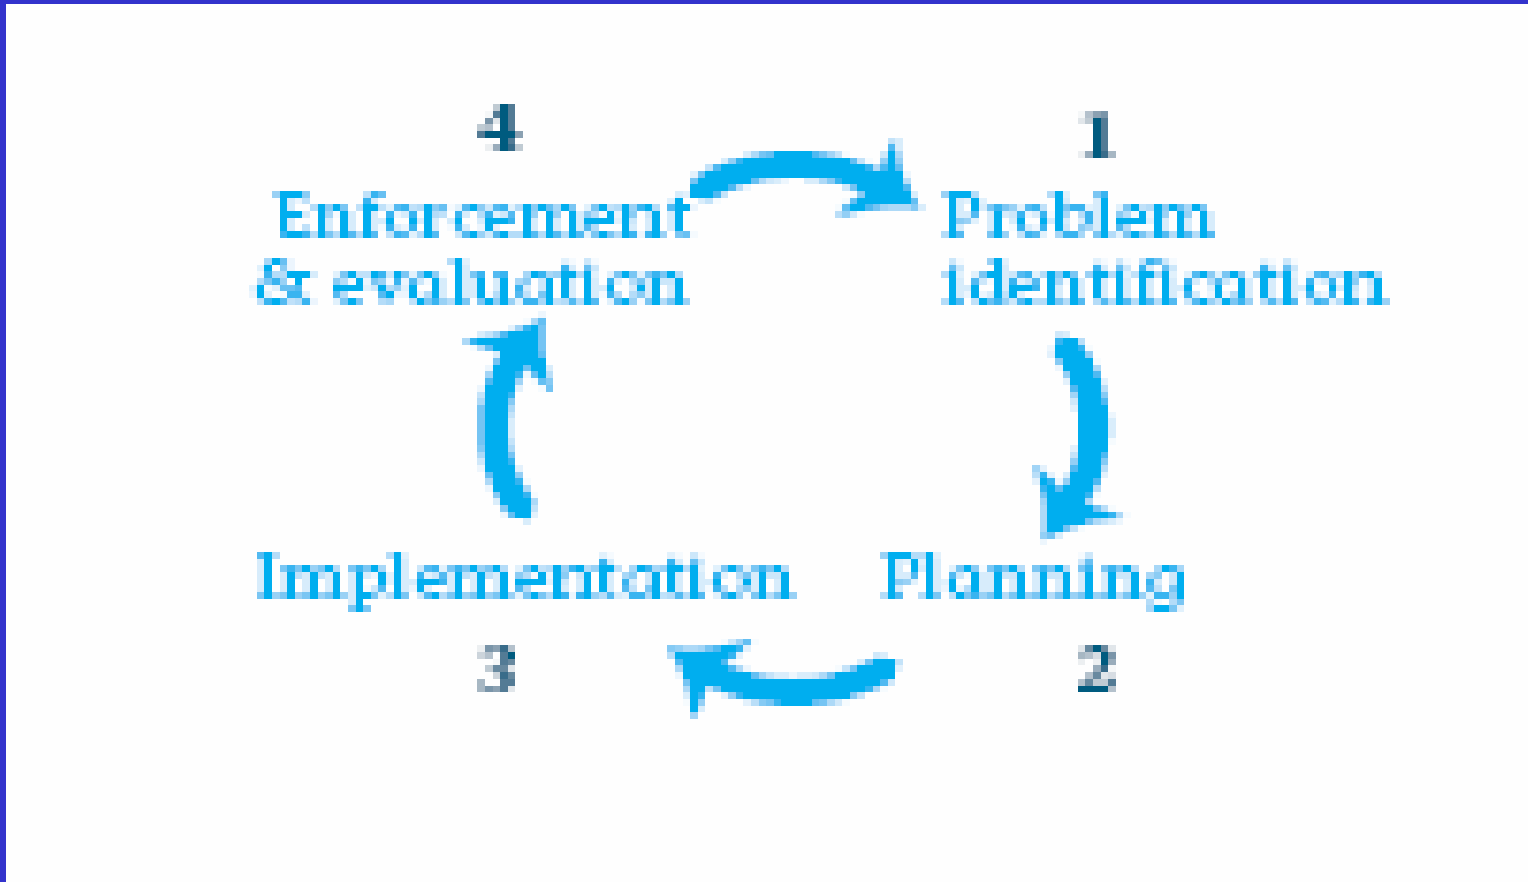 4
Enforcement
& evaluation
1
Problem
identification
Implementation
3
Planning
2